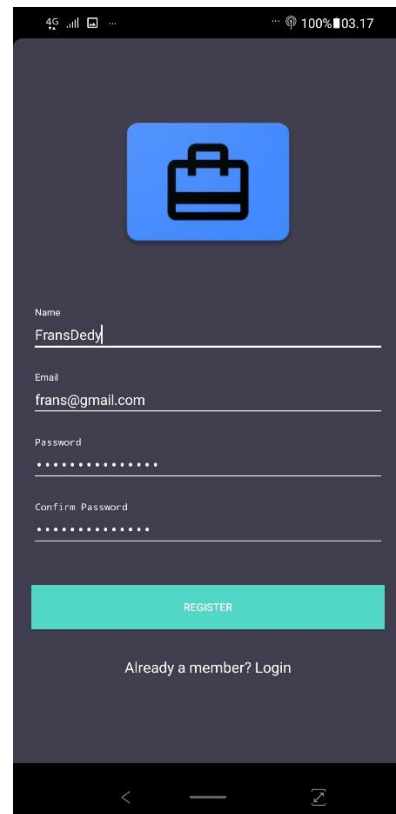 4G ... ... 100% 03.17
Name
FransDedy
Email
frans@gmail.com
Password
•••••••••••••••
Confirm Password
••••••••••••••
REGISTER
Already a member? Login